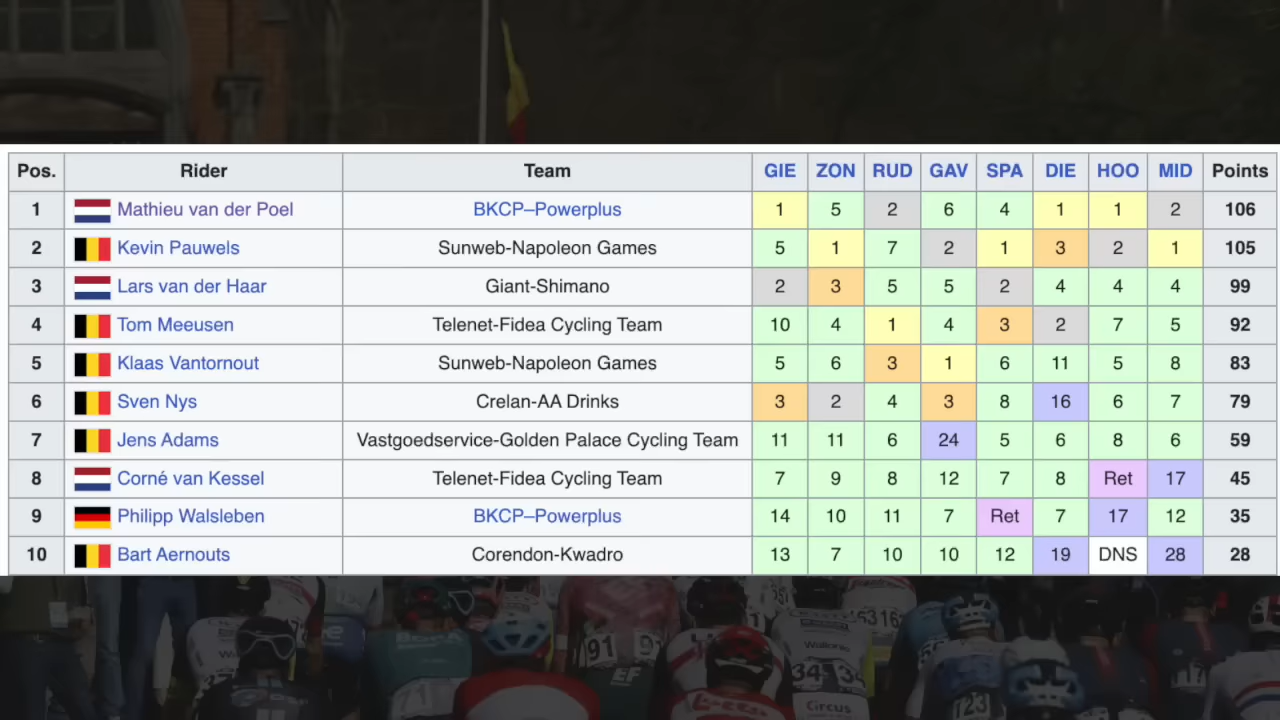 Pos. Rider Team GIE ZON RUD GAV SPA DIE HOO MID Points
1 Mathieu van der Poel BKCP–Powerplus 1 5 2 6 4 1 1 2 106
2 Kevin Pauwels Sunweb-Napoleon Games 5 1 7 2 1 3 2 1 105
3 Lars van der Haar Giant-Shimano 2 3 5 5 2 4 4 4 99
4 Tom Meeusen Telenet-Fidea Cycling Team 10 4 1 4 3 2 7 5 92
5 Klaas Vantornout Sunweb-Napoleon Games 5 6 3 1 6 11 5 8 83
6 Sven Nys Crelan-AA Drinks 3 2 4 3 8 16 6 7 79
7 Jens Adams Vastgoedservice-Golden Palace Cycling Team 11 11 6 24 5 6 8 6 59
8 Corné van Kessel Telenet-Fidea Cycling Team 7 9 8 12 7 8 Ret 17 45
9 Philipp Walsleben BKCP–Powerplus 14 10 11 7 Ret 7 17 12 35
10 Bart Aernouts Corendon-Kwadro 13 7 10 10 12 19 DNS 28 28
91
EF
Wallonie
34 34
Circus
71
123